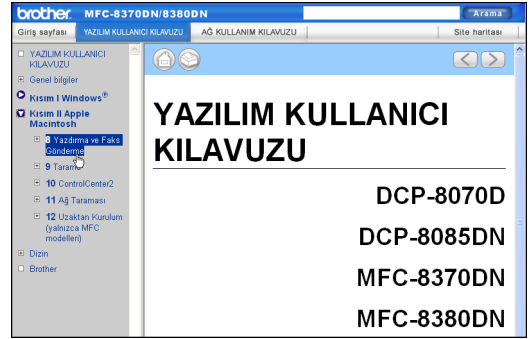 brother. MFC-8370DN/8380DN Arama
Giriş sayfası YAZILIM KULLANICI KILAVUZU AĞ KULLANIM KILAVUZU Site haritası
YAZILIM KULLANICI
KILAVUZU
Genel bilgiler
Kısım I Windows®
Kısım II Apple
Macintosh
8 Yazdırma ve Faks
Gönderme
9 Tarama
10 ControlCenter2
11 Ağ Taraması
12 Uzaktan Kurulum
(yalnızca MFC
modelleri)
Dizin
Brother
YAZILIM KULLANICI
KILAVUZU
DCP-8070D
DCP-8085DN
MFC-8370DN
MFC-8380DN